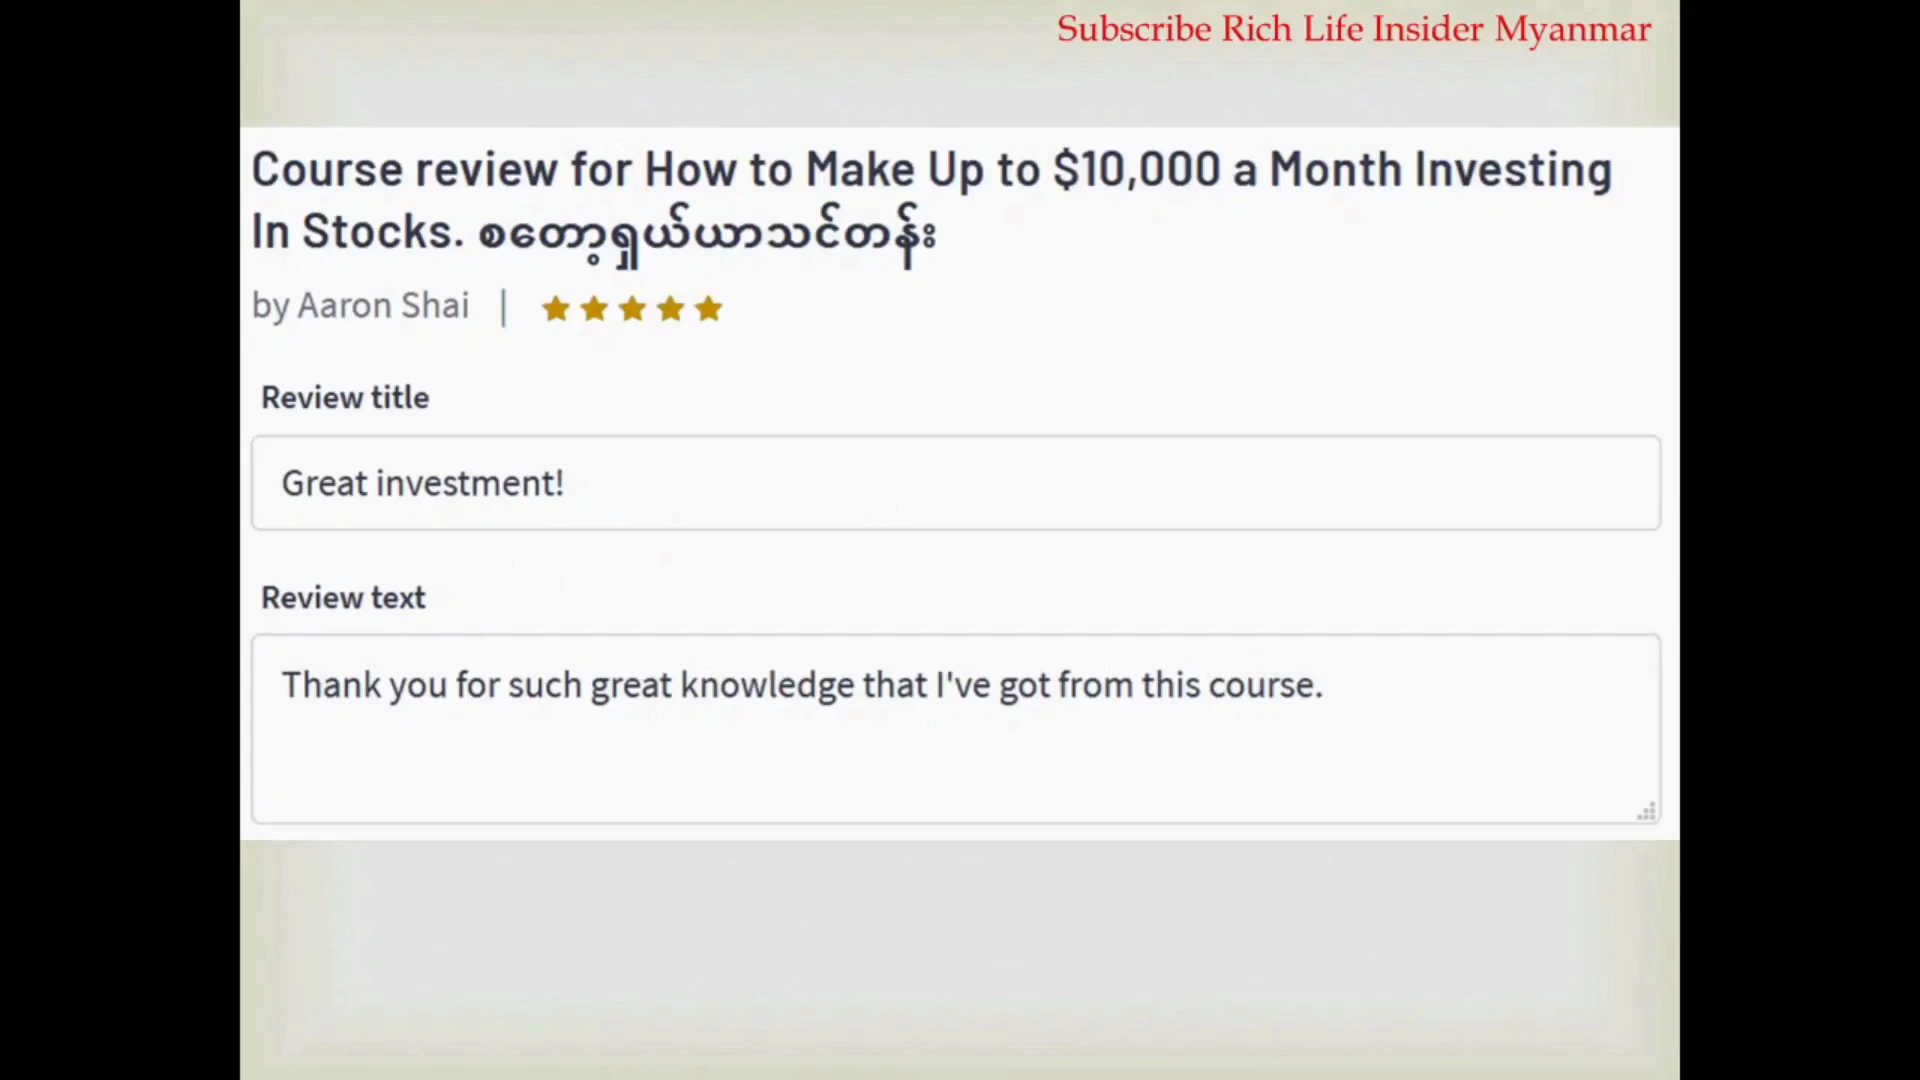 Subscribe Rich Life Insider Myanmar
Course review for How to Make Up to $10,000 a Month Investing
In Stocks. စတော့ရှယ်ယာသင်တန်း
by Aaron Shai |
Review title
Great investment!
Review text
Thank you for such great knowledge that I've got from this course.